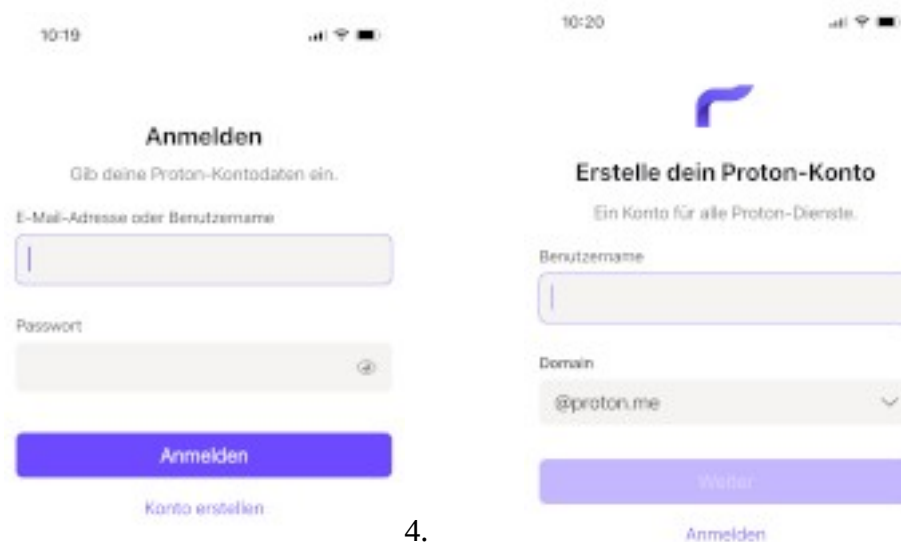 10:19
Anmelden
Gib deine Proton-Kontodaten ein.
E-Mail-Adresse oder Benutzername
Passwort
Anmelden
Konto erstellen
4.
10:20
Erstelle dein Proton-Konto
Ein Konto für alle Proton-Dienste.
Benutzername
Domain
@proton.me
Weiter
Anmelden